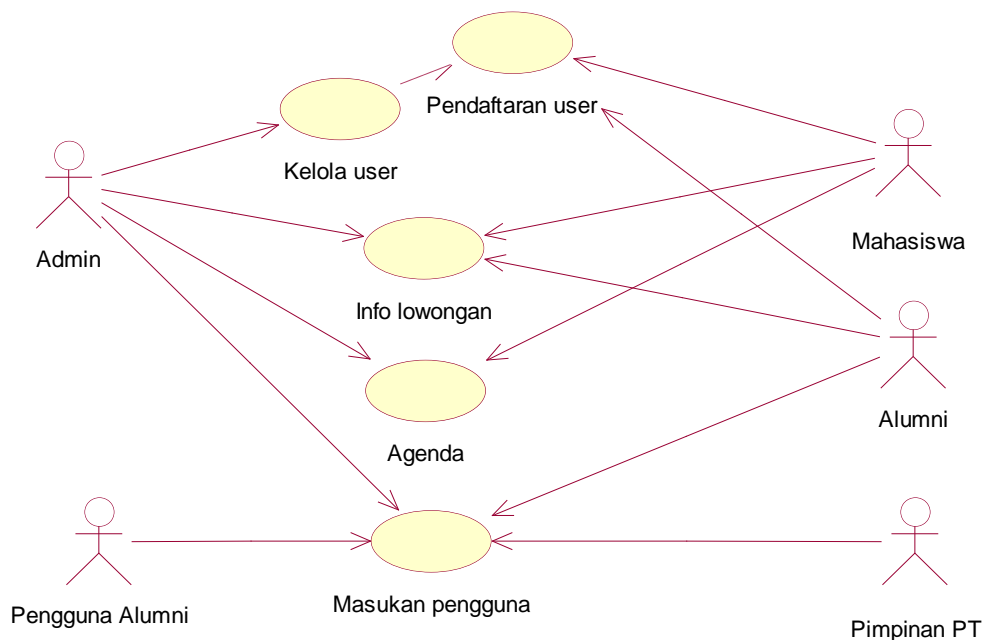 Pendaftaran user
Kelola user
Admin
Mahasiswa
Info lowongan
Alumni
Agenda
Pengguna Alumni
Masukan pengguna
Pimpinan PT